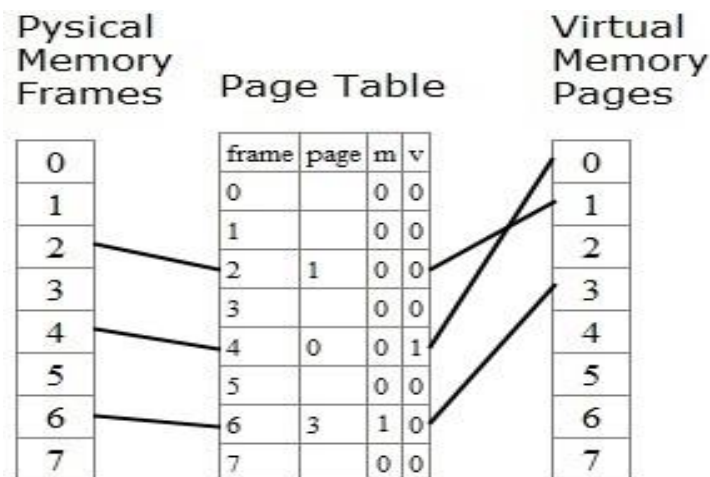 Pysical
Memory
Frames
Page Table
Virtual
Memory
Pages
0
1
2
3
4
5
6
7
frame page m v
0 0 0
1 0 0
2 1 0 0
3 0 0
4 0 0 1
5 0 0
6 3 1 0
7 0 0
0
1
2
3
4
5
6
7